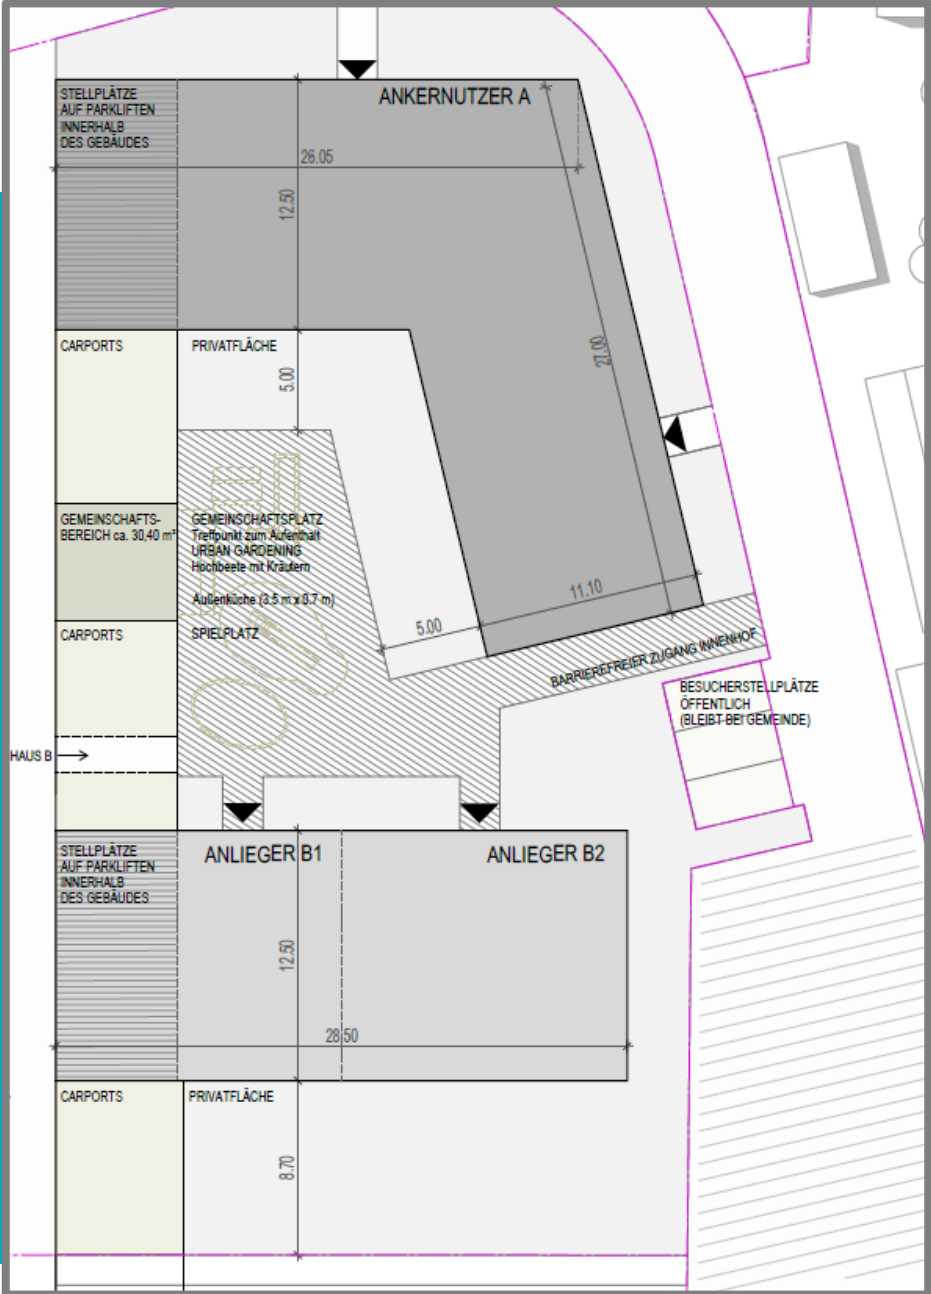 STELLPLÄTZE
AUF PARKLIFTEN
INNERHALB
DES GEBÄUDES
ANKERNUTZER A
26.05
12.50
CARPORTS
PRIVATFLÄCHE
5.00
27.00
GEMEINSCHAFTS-
BEREICH ca. 30,40 m²
GEMEINSCHAFTSPLATZ
Treffpunkt zum Aufenthalt
URBAN GARDENING
Hochbeete mit Kräutern
Außenküche (3.5 m x 0.7 m)
11.10
5.00
CARPORTS
SPIELPLATZ
BARRIEREFREIER ZUGANG INNENHOF
BESUCHERSTELLPLÄTZE
ÖFFENTLICH
(BLEIBT BEI GEMEINDE)
HAUS B
STELLPLÄTZE
AUF PARKLIFTEN
INNERHALB
DES GEBÄUDES
ANLIEGER B1
ANLIEGER B2
12.50
28.50
CARPORTS
PRIVATFLÄCHE
8.70